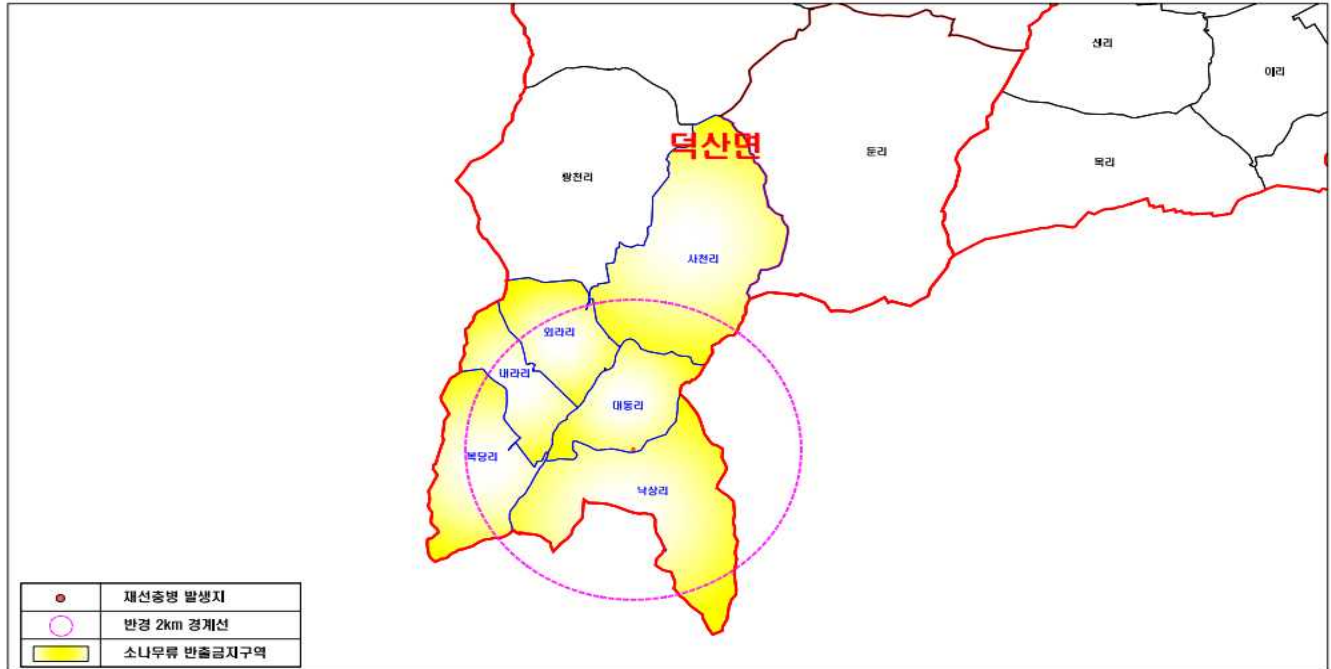 신리
이리
덕산면
둔리
목리
광천리
사천리
외라리
내라리
대동리
복당리
낙상리
재선충병 발생지
반경 2km 경계선
소나무류 반출금지구역